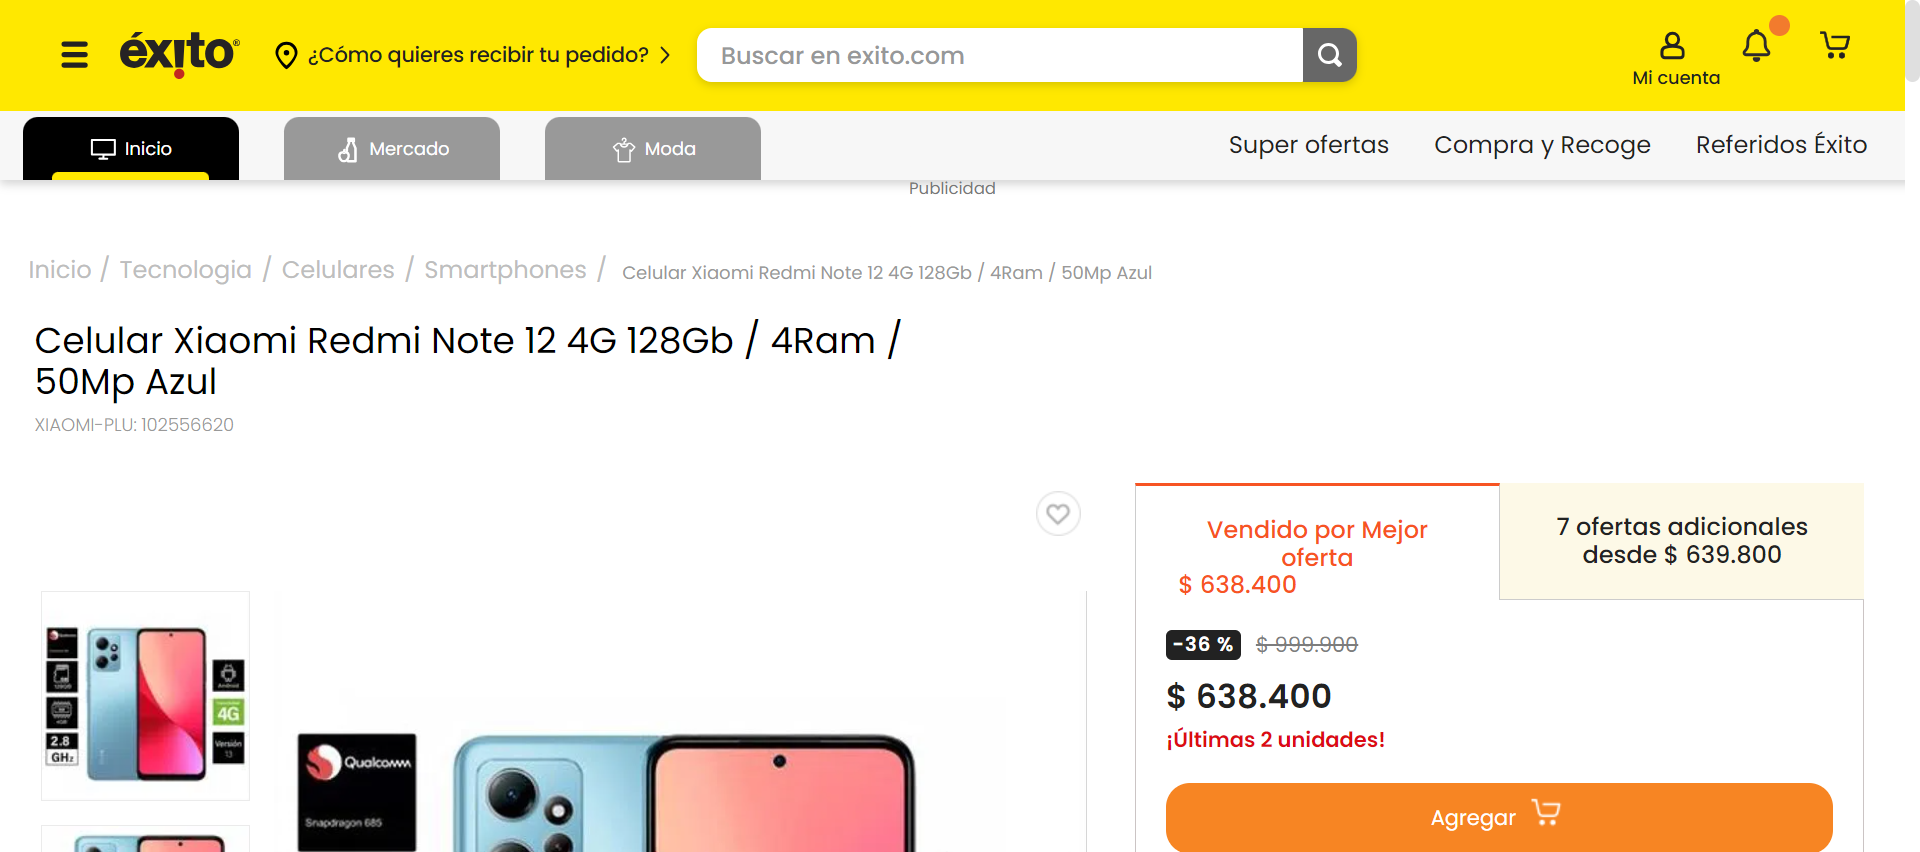 éxito®
¿Cómo quieres recibir tu pedido?
Buscar en exito.com
Mi cuenta
Inicio
Mercado
Moda
Super ofertas
Compra y Recoge
Referidos Éxito
Publicidad
Inicio / Tecnologia / Celulares / Smartphones / Celular Xiaomi Redmi Note 12 4G 128Gb / 4Ram / 50Mp Azul
Celular Xiaomi Redmi Note 12 4G 128Gb / 4Ram /
50Mp Azul
XIAOMI-PLU: 102556620
Vendido por Mejor
oferta
$ 638.400
7 ofertas adicionales
desde $ 639.800
-36 %
$ 999.900
$ 638.400
¡Últimas 2 unidades!
Agregar
Qualcomm
Snapdragon 685
Android
4G
Versión
13
2.8
GHz